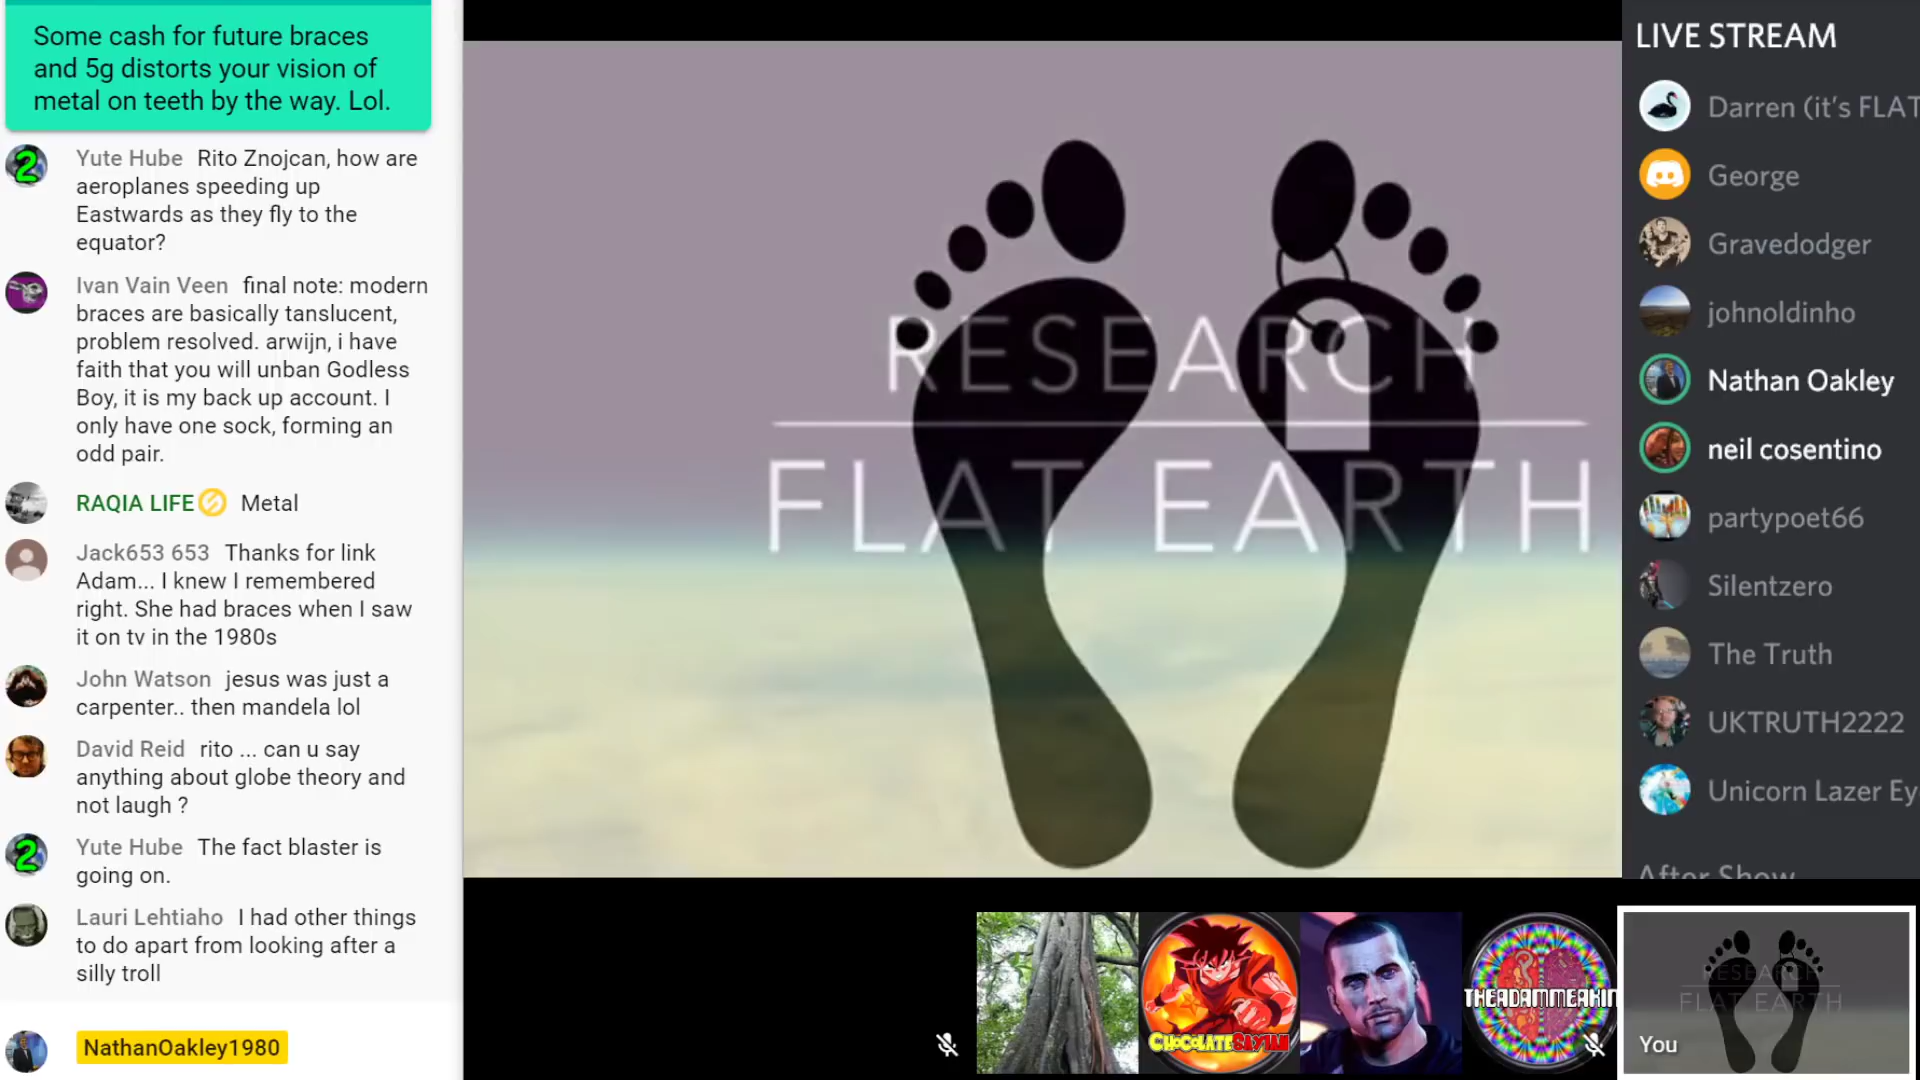 Some cash for future braces
and 5g distorts your vision of
metal on teeth by the way. Lol.
Yute Hube Rito Znojcan, how are
aeroplanes speeding up
Eastwards as they fly to the
equator?
Ivan Vain Veen final note: modern
braces are basically tanslucent,
problem resolved. arwijn, i have
faith that you will unban Godless
Boy, it is my back up account. I
only have one sock, forming an
odd pair.
RAQIA LIFE Metal
Jack653 653 Thanks for link
Adam... I knew I remembered
right. She had braces when I saw
it on tv in the 1980s
John Watson jesus was just a
carpenter.. then mandela lol
David Reid rito ... can u say
anything about globe theory and
not laugh ?
Yute Hube The fact blaster is
going on.
Lauri Lehtiaho I had other things
to do apart from looking after a
silly troll
NathanOakley1980
RESEARCH
FLAT EARTH
LIVE STREAM
Darren (it's FLAT
George
Gravedodger
johnoldinho
Nathan Oakley
neil cosentino
partypoet66
Silentzero
The Truth
UKTRUTH2222
Unicorn Lazer Ey
After Show
CHOCOLATESAYIAN
THEADAMMEAKIN
RESEARCH
FLAT EARTH
You